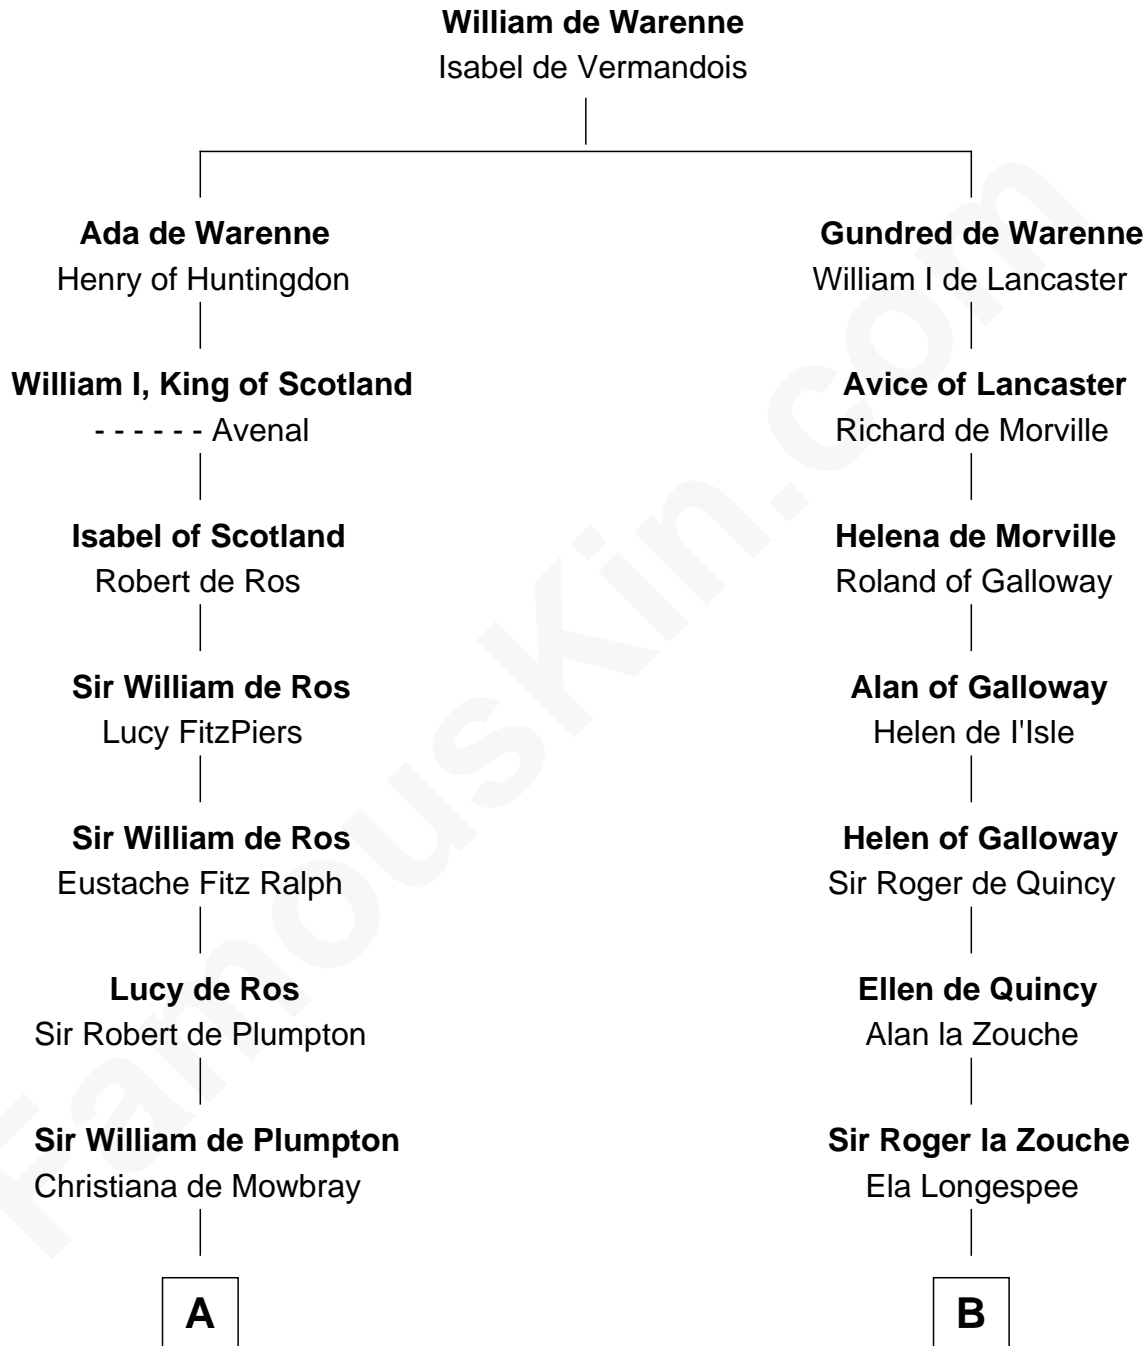 William de Warenne
Isabel de Vermandois
Ada de Warenne
Henry of Huntingdon
William I, King of Scotland
- - - - - - Avenal
Isabel of Scotland
Robert de Ros
Sir William de Ros
Lucy FitzPiers
Sir William de Ros
Eustache Fitz Ralph
Lucy de Ros
Sir Robert de Plumpton
Sir William de Plumpton
Christiana de Mowbray
A
Gundred de Warenne
William I de Lancaster
Avice of Lancaster
Richard de Morville
Helena de Morville
Roland of Galloway
Alan of Galloway
Helen de I'Isle
Helen of Galloway
Sir Roger de Quincy
Ellen de Quincy
Alan la Zouche
Sir Roger la Zouche
Ela Longespee
B
FamousKin.com